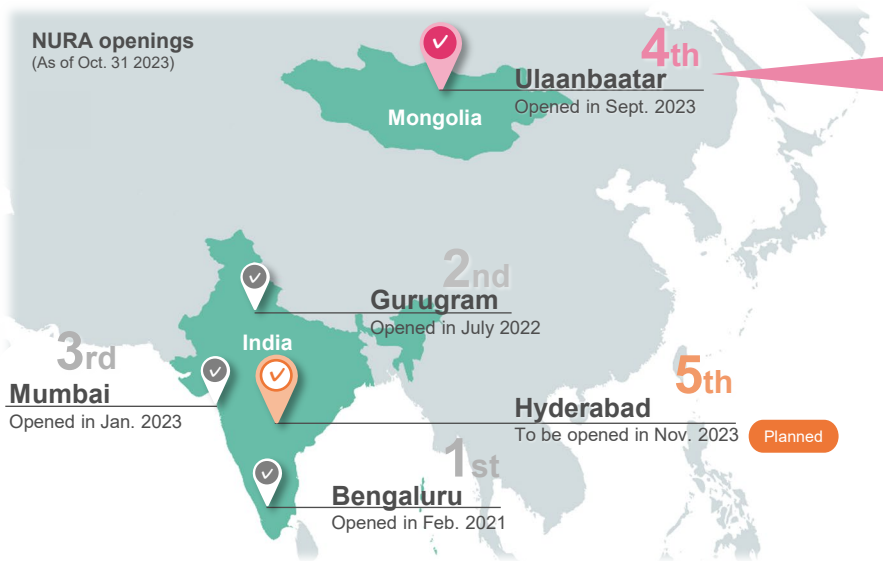 NURA openings
(As of Oct. 31 2023)
4th
Ulaanbaatar
Opened in Sept. 2023
Mongolia
2nd
Gurugram
Opened in July 2022
India
3rd
Mumbai
Opened in Jan. 2023
5th
Hyderabad
To be opened in Nov. 2023
Planned
1st
Bengaluru
Opened in Feb. 2021